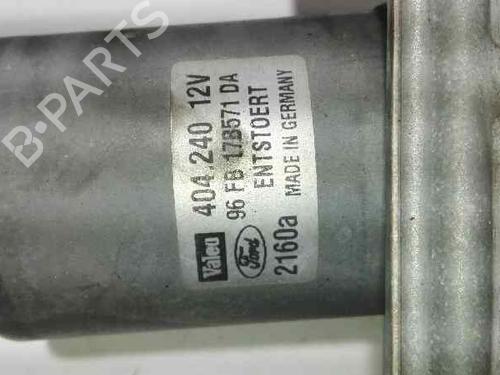 Valeo 404 240 12V
Ford 96 FB 17B571 DA
ENTSTOERT
2160a MADE IN GERMANY
B-PARTS